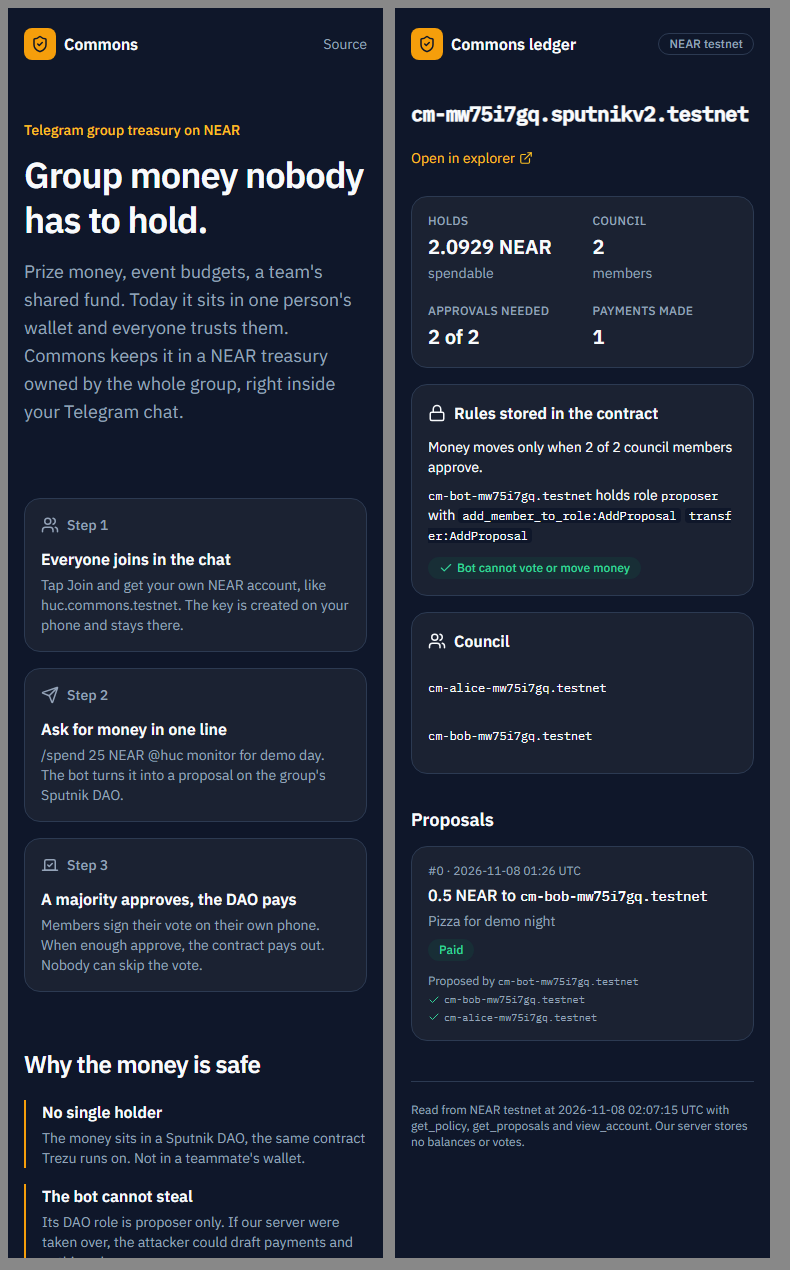 Commons
Source
Telegram group treasury on NEAR
Group money nobody
has to hold.
Prize money, event budgets, a team's
shared fund. Today it sits in one person's
wallet and everyone trusts them.
Commons keeps it in a NEAR treasury
owned by the whole group, right inside
your Telegram chat.
Step 1
Everyone joins in the chat
Tap Join and get your own NEAR account, like
huc.commons.testnet. The key is created on your
phone and stays there.
Step 2
Ask for money in one line
/spend 25 NEAR @huc monitor for demo day.
The bot turns it into a proposal on the group's
Sputnik DAO.
Step 3
A majority approves, the DAO pays
Members sign their vote on their own phone.
When enough approve, the contract pays out.
Nobody can skip the vote.
Why the money is safe
No single holder
The money sits in a Sputnik DAO, the same contract
Trezu runs on. Not in a teammate's wallet.
The bot cannot steal
Its DAO role is proposer only. If our server were
taken over, the attacker could draft payments and
Commons ledger
NEAR testnet
cm-mw75i7gq.sputnikv2.testnet
Open in explorer
HOLDS
2.0929 NEAR
spendable
COUNCIL
2
members
APPROVALS NEEDED
2 of 2
PAYMENTS MADE
1
Rules stored in the contract
Money moves only when 2 of 2 council members
approve.
cm-bot-mw75i7gq.testnet holds role proposer
with add_member_to_role:AddProposal transf
er:AddProposal
Bot cannot vote or move money
Council
cm-alice-mw75i7gq.testnet
cm-bob-mw75i7gq.testnet
Proposals
#0 · 2026-11-08 01:26 UTC
0.5 NEAR to cm-bob-mw75i7gq.testnet
Pizza for demo night
Paid
Proposed by cm-bot-mw75i7gq.testnet
cm-bob-mw75i7gq.testnet
cm-alice-mw75i7gq.testnet
Read from NEAR testnet at 2026-11-08 02:07:15 UTC with
get_policy, get_proposals and view_account. Our server stores
no balances or votes.